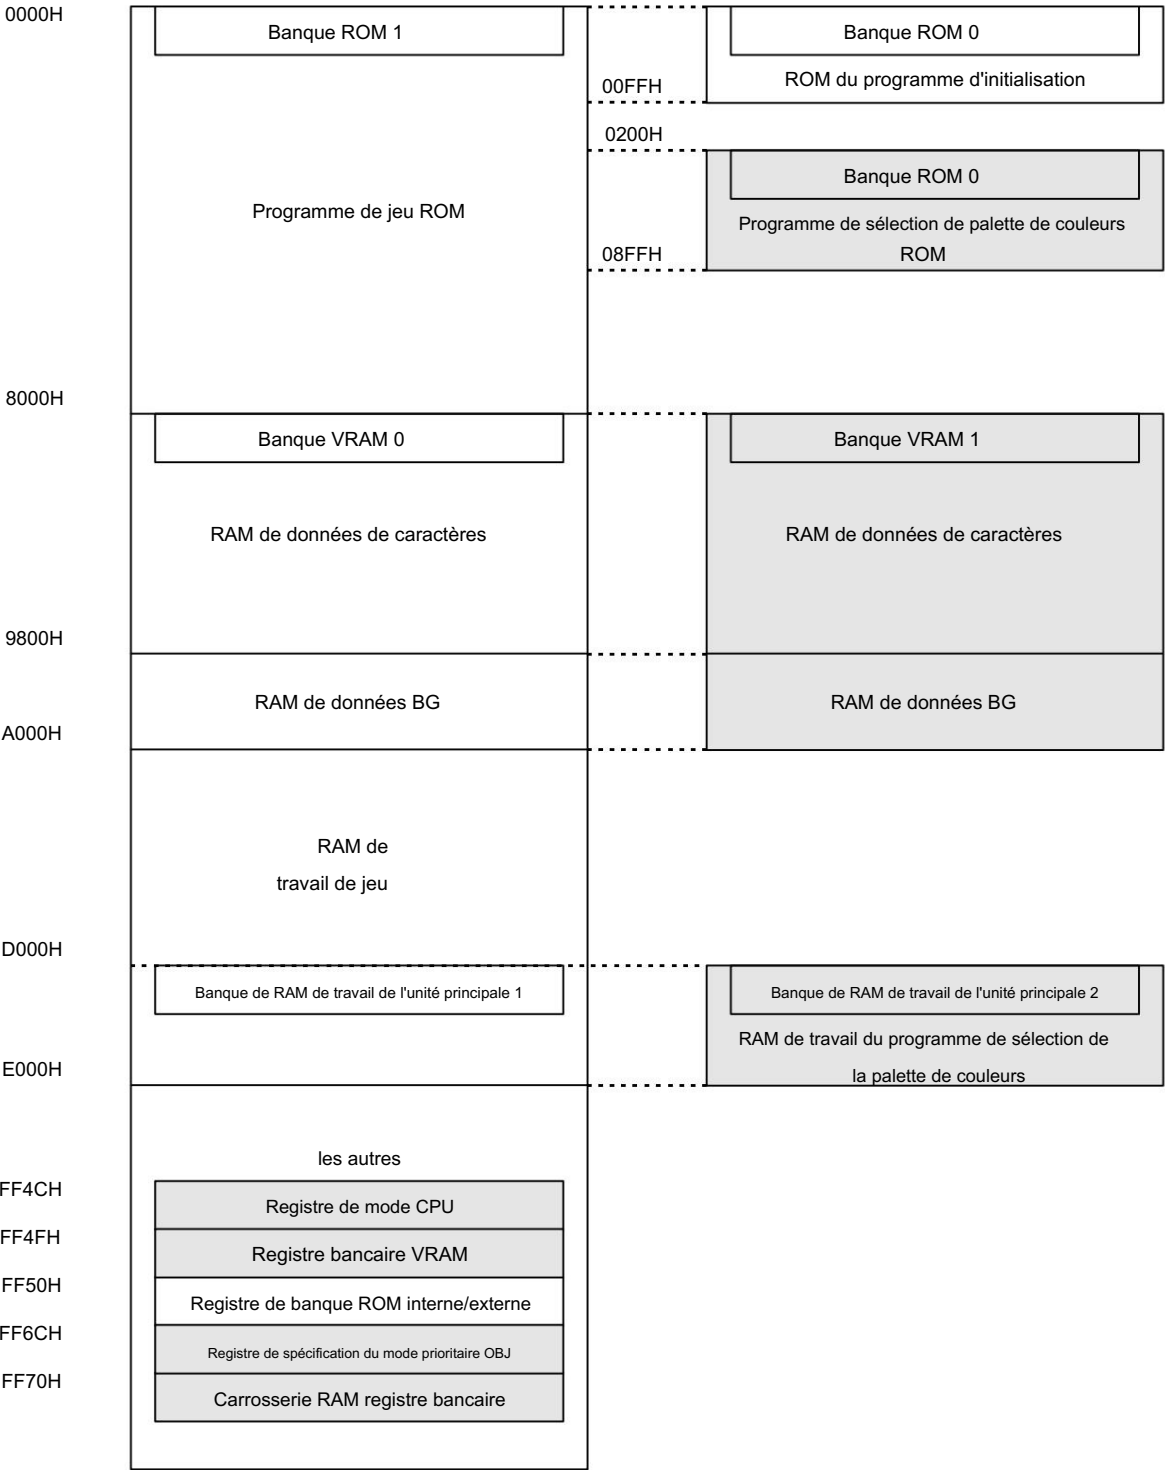 0000H
Banque ROM 1
Banque ROM 0
ROM du programme d'initialisation
00FFH
0200H
Banque ROM 0
Programme de jeu ROM
Programme de sélection de palette de couleurs
ROM
08FFH
8000H
Banque VRAM 0
Banque VRAM 1
RAM de données de caractères
RAM de données de caractères
9800H
RAM de données BG
RAM de données BG
A000H
RAM de
travail de jeu
D000H
Banque de RAM de travail de l'unité principale 1
Banque de RAM de travail de l'unité principale 2
RAM de travail du programme de sélection de
la palette de couleurs
E000H
les autres
FF4CH
Registre de mode CPU
FF4FH
Registre bancaire VRAM
FF50H
Registre de banque ROM interne/externe
FF6CH
Registre de spécification du mode prioritaire OBJ
FF70H
Carrosserie RAM registre bancaire